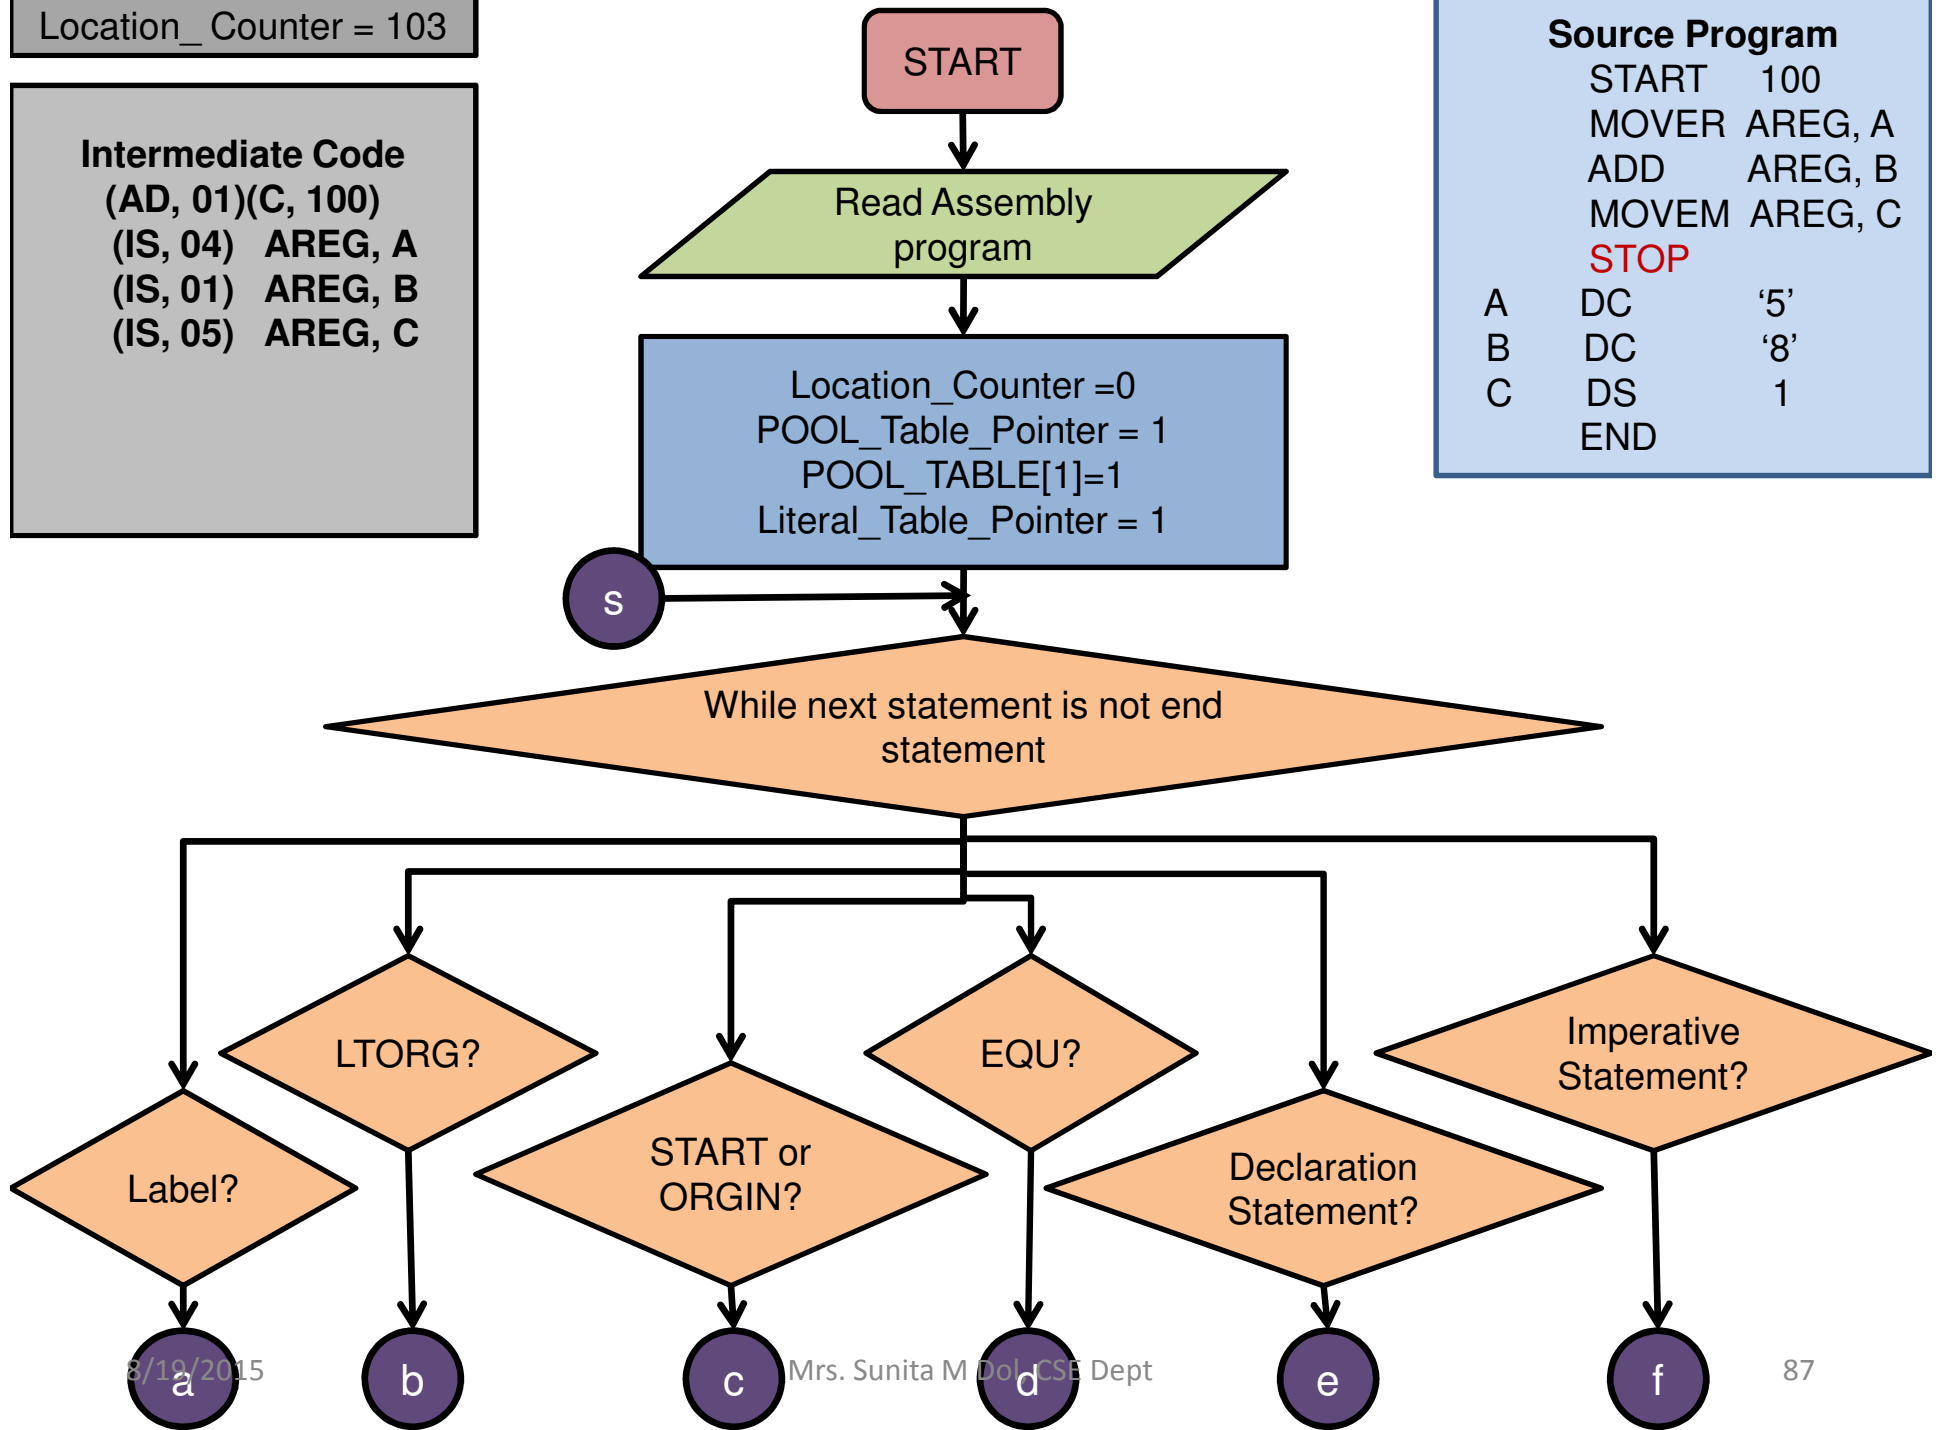 Location_ Counter = 103
Intermediate Code
(AD, 01)(C, 100)
(IS, 04) AREG, A
(IS, 01) AREG, B
(IS, 05) AREG, C
START
Read Assembly
program
Location_Counter =0
POOL_Table_Pointer = 1
POOL_TABLE[1]=1
Literal_Table_Pointer = 1
Source Program
START 100
MOVER AREG, A
ADD AREG, B
MOVEM AREG, C
STOP
A DC ‘5’
B DC ‘8’
C DS 1
END
s
While next statement is not end
statement
Label?
LTORG?
START or
ORGIN?
EQU?
Declaration
Statement?
Imperative
Statement?
a
b
c
d
e
f
8/19/2015
Mrs. Sunita M Dol, CSE Dept
87